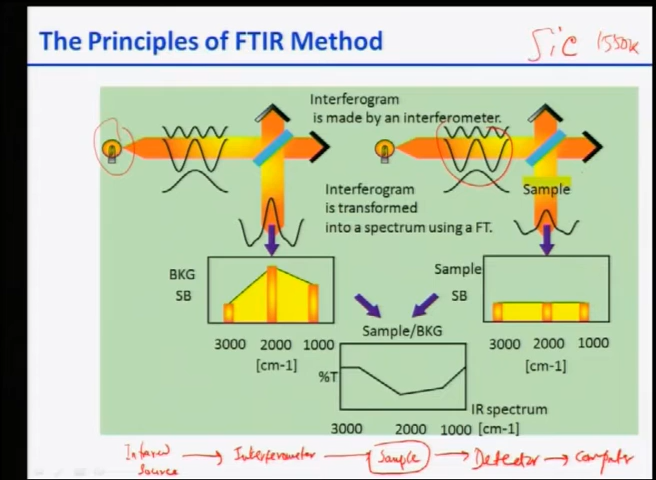 The Principles of FTIR Method
SiC 1550K
Interferogram
is made by an interferometer.
Interferogram
is transformed
into a spectrum using a FT.
Sample
BKG
SB
3000 2000 1000
[cm-1]
Sample
SB
3000 2000 1000
[cm-1]
Sample/BKG
%T
IR spectrum
3000 2000 1000 [cm-1]
Infared Source → Interferometer → Sample → Detector → Computer